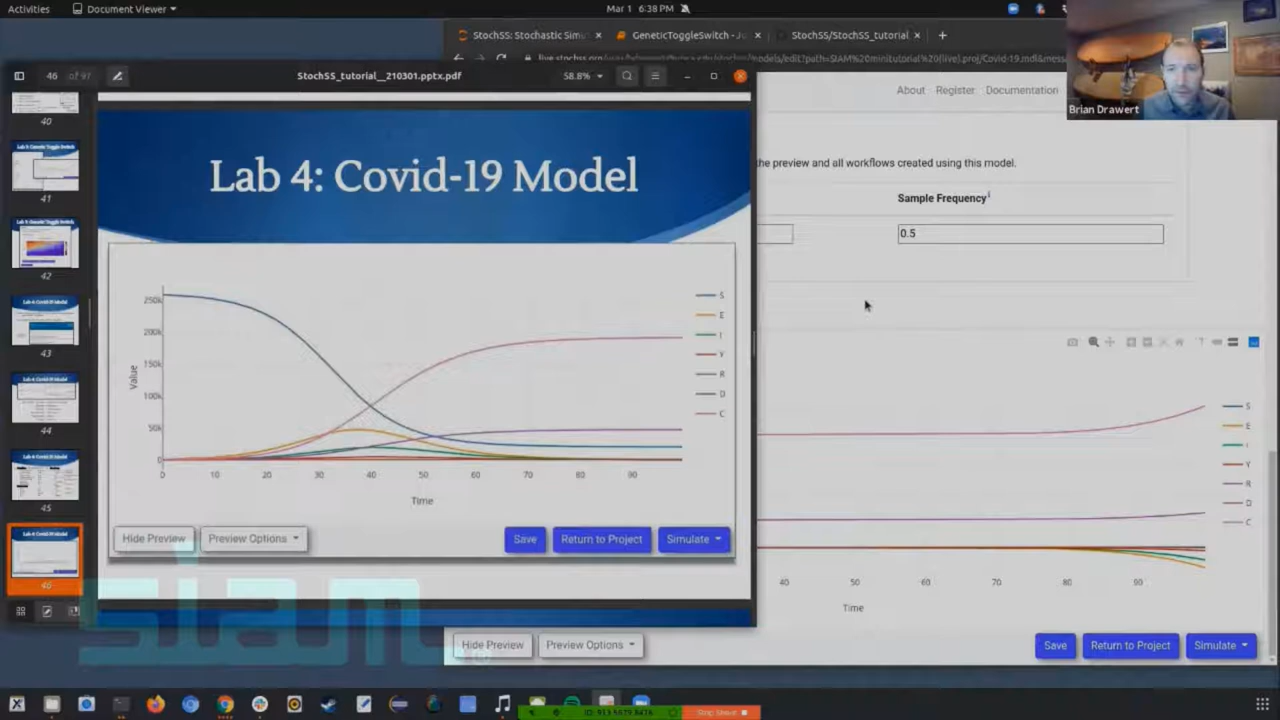 Activities
Document Viewer
Mar 1 6:38 PM
StochSS: Stochastic Simu
GeneticToggleSwitch - Ju
StochSS/StochSS_tutorial
46 of 97
StochSS_tutorial__210301.pptx.pdf
58.8%
Brian Drawert
About
Register
Documentation
40
41
42
43
44
45
46
Lab 4: Covid-19 Model
the preview and all workflows created using this model.
Sample Frequency
0.5
250k
200k
150k
100k
50k
0
Value
0 10 20 30 40 50 60 70 80 90
Time
S
E
I
Y
R
D
C
Hide Preview
Preview Options
Save
Return to Project
Simulate
S
E
I
Y
R
D
C
40 50 60 70 80 90
Time
Hide Preview
Preview Options
Save
Return to Project
Simulate
siam